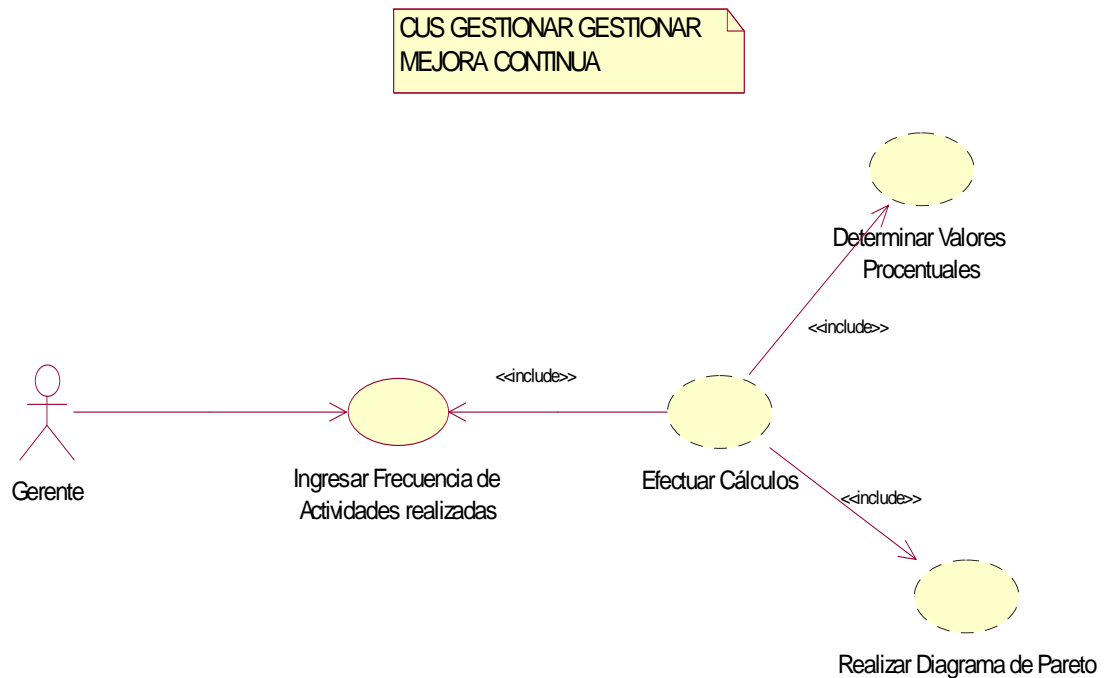 CUS GESTIONAR GESTIONAR
MEJORA CONTINUA
Determinar Valores
Procentuales
<<include>>
<<include>>
Gerente
Ingresar Frecuencia de
Actividades realizadas
Efectuar Cálculos
<<include>>
Realizar Diagrama de Pareto